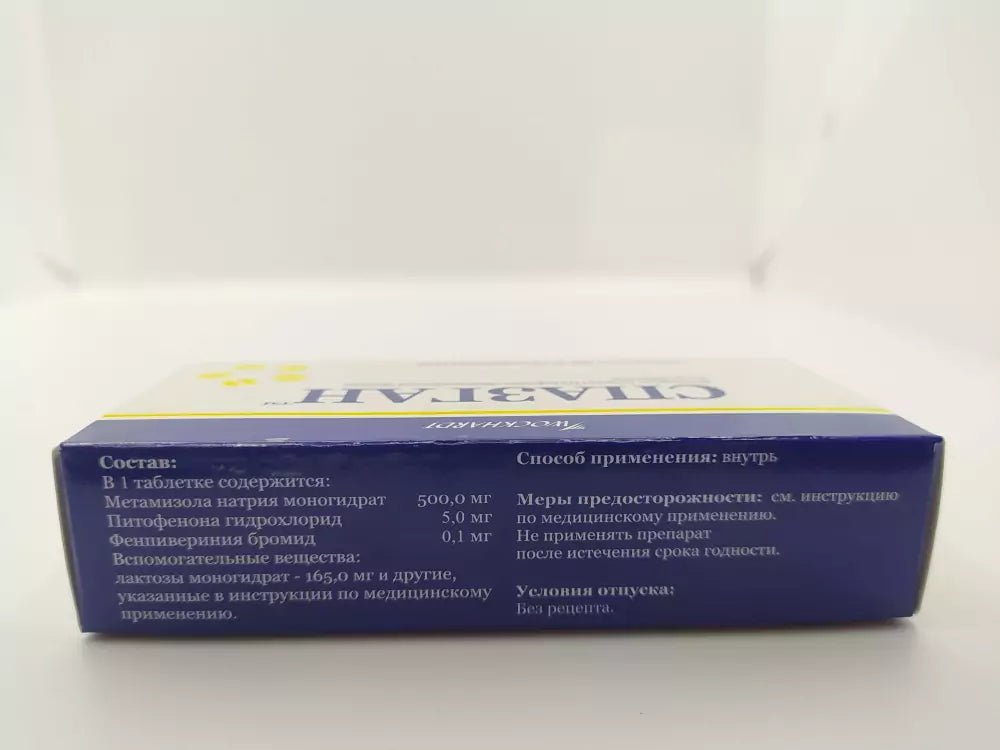 СПАЗГАН
WOCKHARDT
Состав:
В 1 таблетке содержится:
Метамизола натрия моногидрат 500,0 мг
Питофенона гидрохлорид 5,0 мг
Фенпивериния бромид 0,1 мг
Вспомогательные вещества:
лактозы моногидрат - 165,0 мг и другие,
указанные в инструкции по медицинскому
применению.
Способ применения: внутрь
Меры предосторожности: см. инструкцию
по медицинскому применению.
Не применять препарат
после истечения срока годности.
Условия отпуска:
Без рецепта.